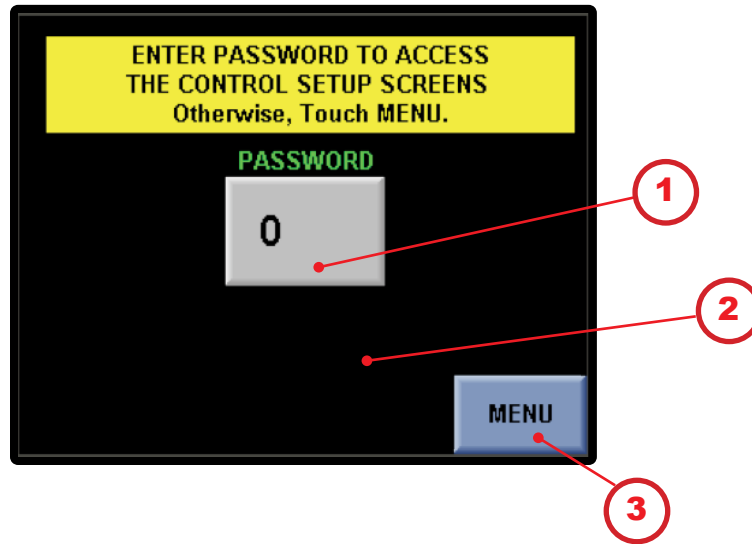 ENTER PASSWORD TO ACCESS
THE CONTROL SETUP SCREENS
Otherwise, Touch MENU.
PASSWORD
0
1
2
MENU
3